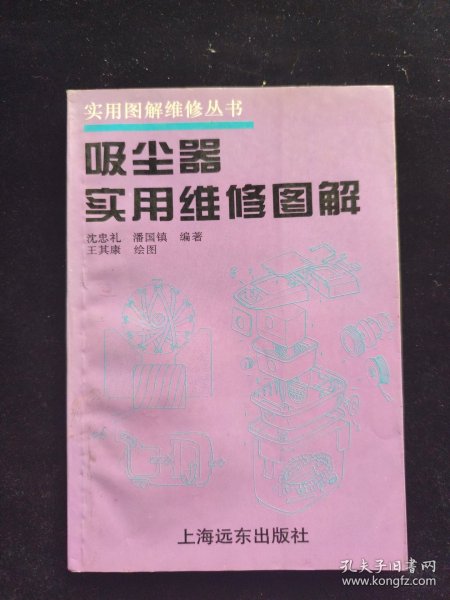 实用图解维修丛书
吸尘器
实用维修图解
沈忠礼 潘国镇 编著
王其康 绘图
上海远东出版社
孔夫子旧书网
www.kongfz.com